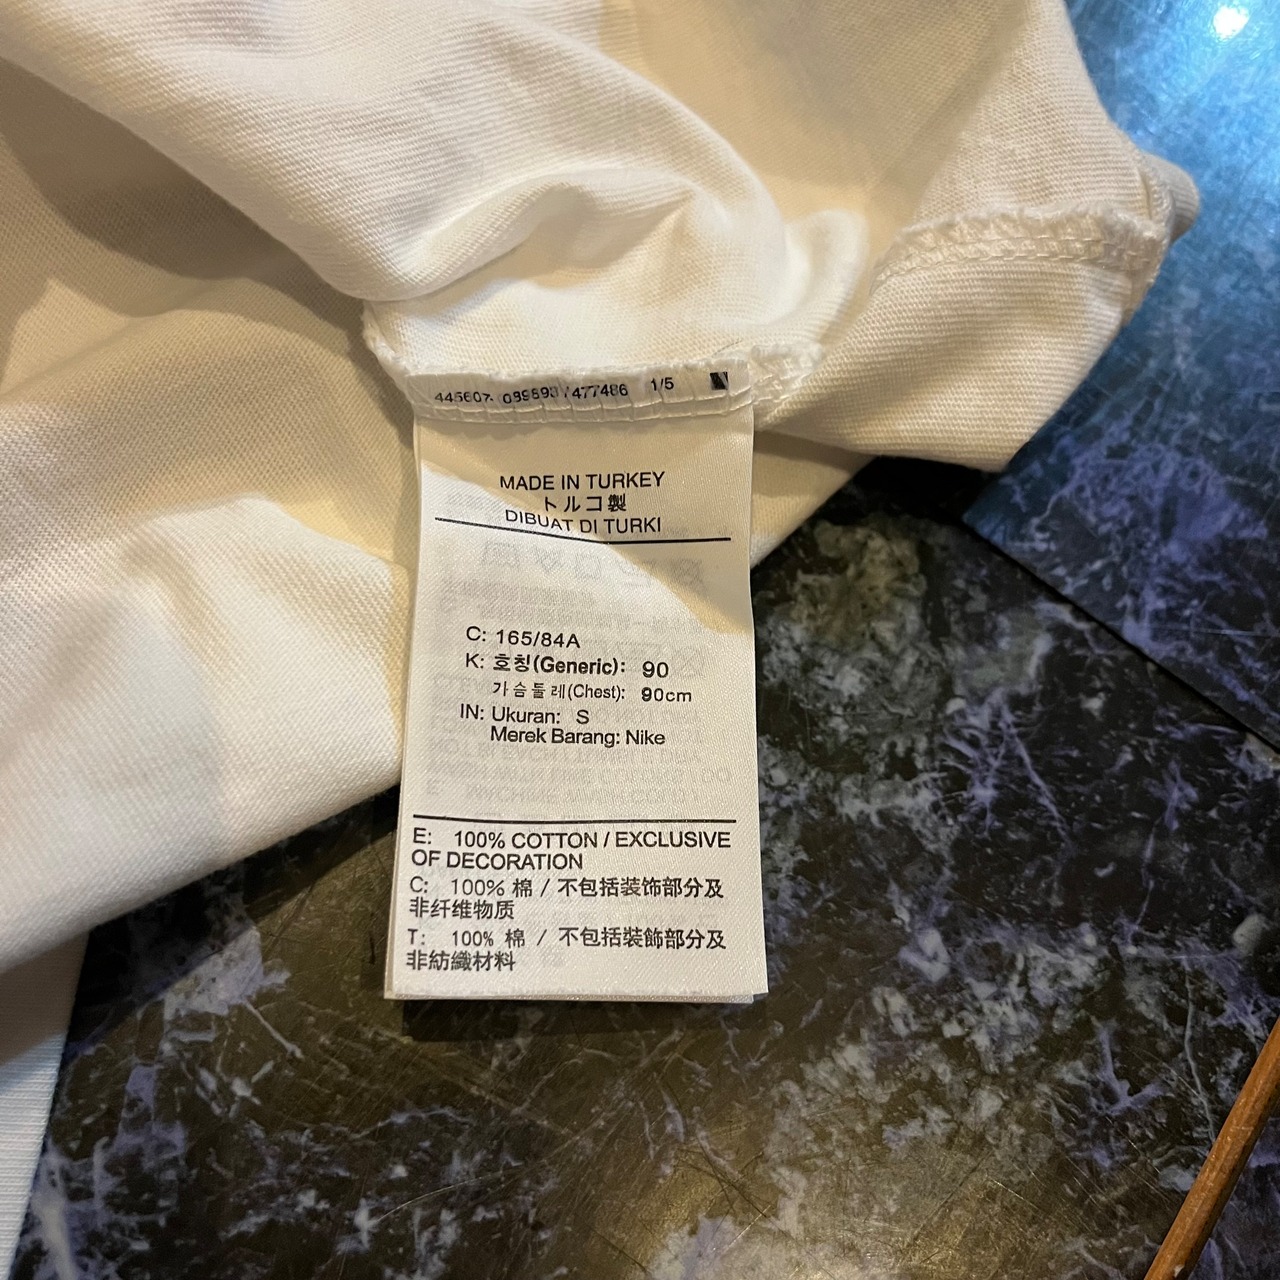 445607- 089893 / 477486 1/5
MADE IN TURKEY
トルコ製
DIBUAT DI TURKI
C: 165/84A
K: 호칭(Generic): 90
가슴둘레(Chest): 90cm
IN: Ukuran: S
Merek Barang: Nike
E: 100% COTTON / EXCLUSIVE
OF DECORATION
C: 100% 棉 / 不包括装饰部分及
非纤维物质
T: 100% 棉 / 不包括裝飾部分及
非紡織材料